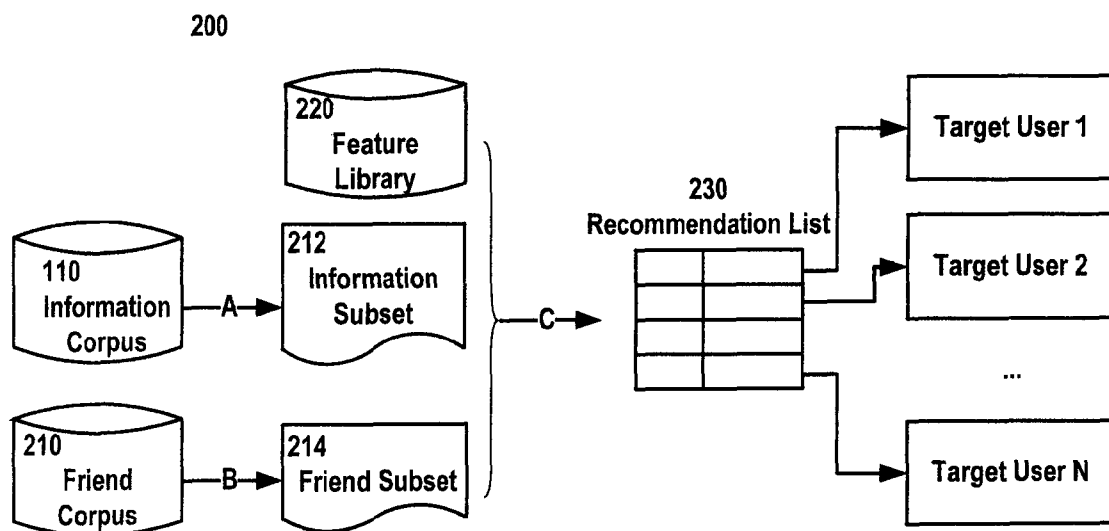 200
220
Feature
Library
110
Information
Corpus
A
212
Information
Subset
210
Friend
Corpus
B
214
Friend Subset
C
230
Recommendation List
Target User 1
Target User 2
...
Target User N